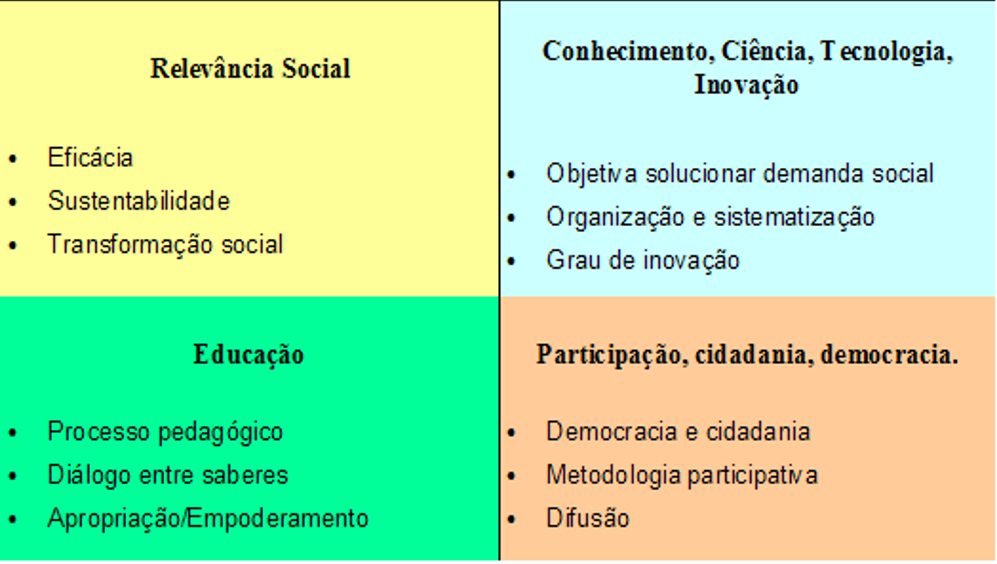 Relevância Social
• Eficácia
• Sustentabilidade
• Transformação social
Conhecimento, Ciência, Tecnologia,
Inovação
• Objetiva solucionar demanda social
• Organização e sistematização
• Grau de inovação
Educação
• Processo pedagógico
• Diálogo entre saberes
• Apropriação/Empoderamento
Participação, cidadania, democracia.
• Democracia e cidadania
• Metodologia participativa
• Difusão